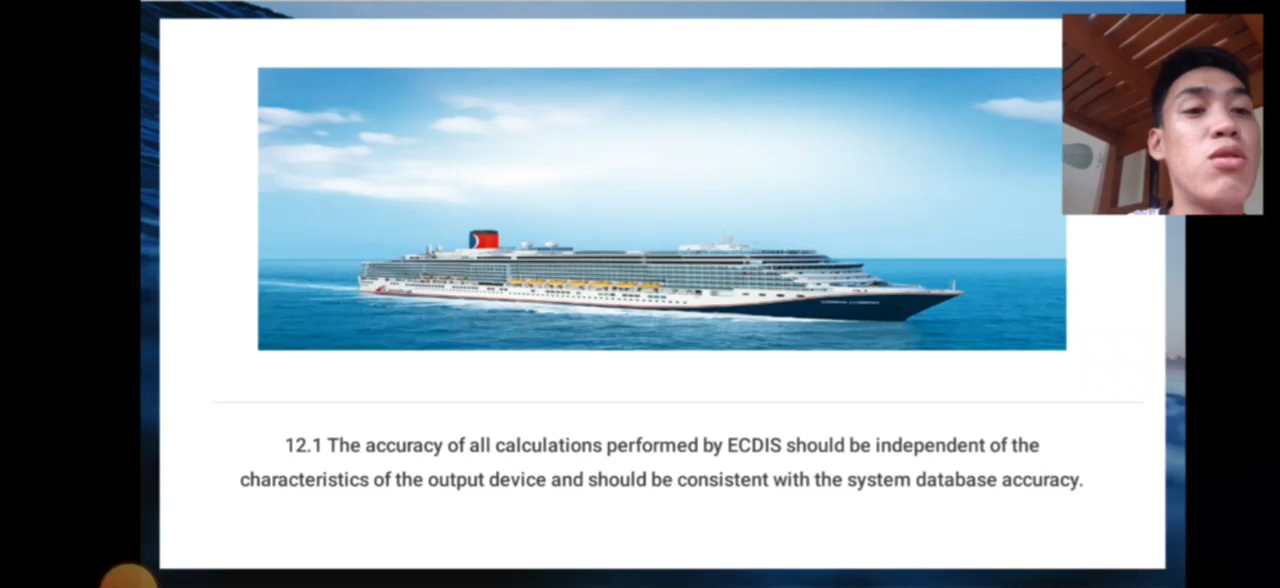 12.1 The accuracy of all calculations performed by ECDIS should be independent of the
characteristics of the output device and should be consistent with the system database accuracy.